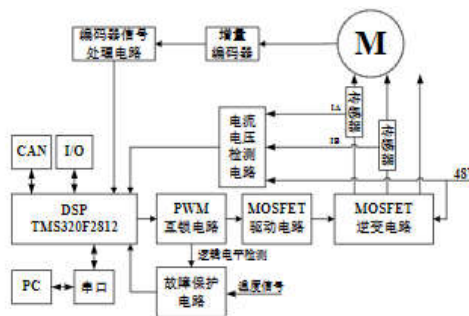 编码器信号
处理电路
增量
编码器
M
传感器
传感器
IA
IB
电流
电压
检测
电路
CAN
I/O
48V
DSP
TMS320F2812
PWM
互锁电路
MOSFET
驱动电路
MOSFET
逆变电路
逻辑电平检测
PC
串口
故障保护
电路
温度信号